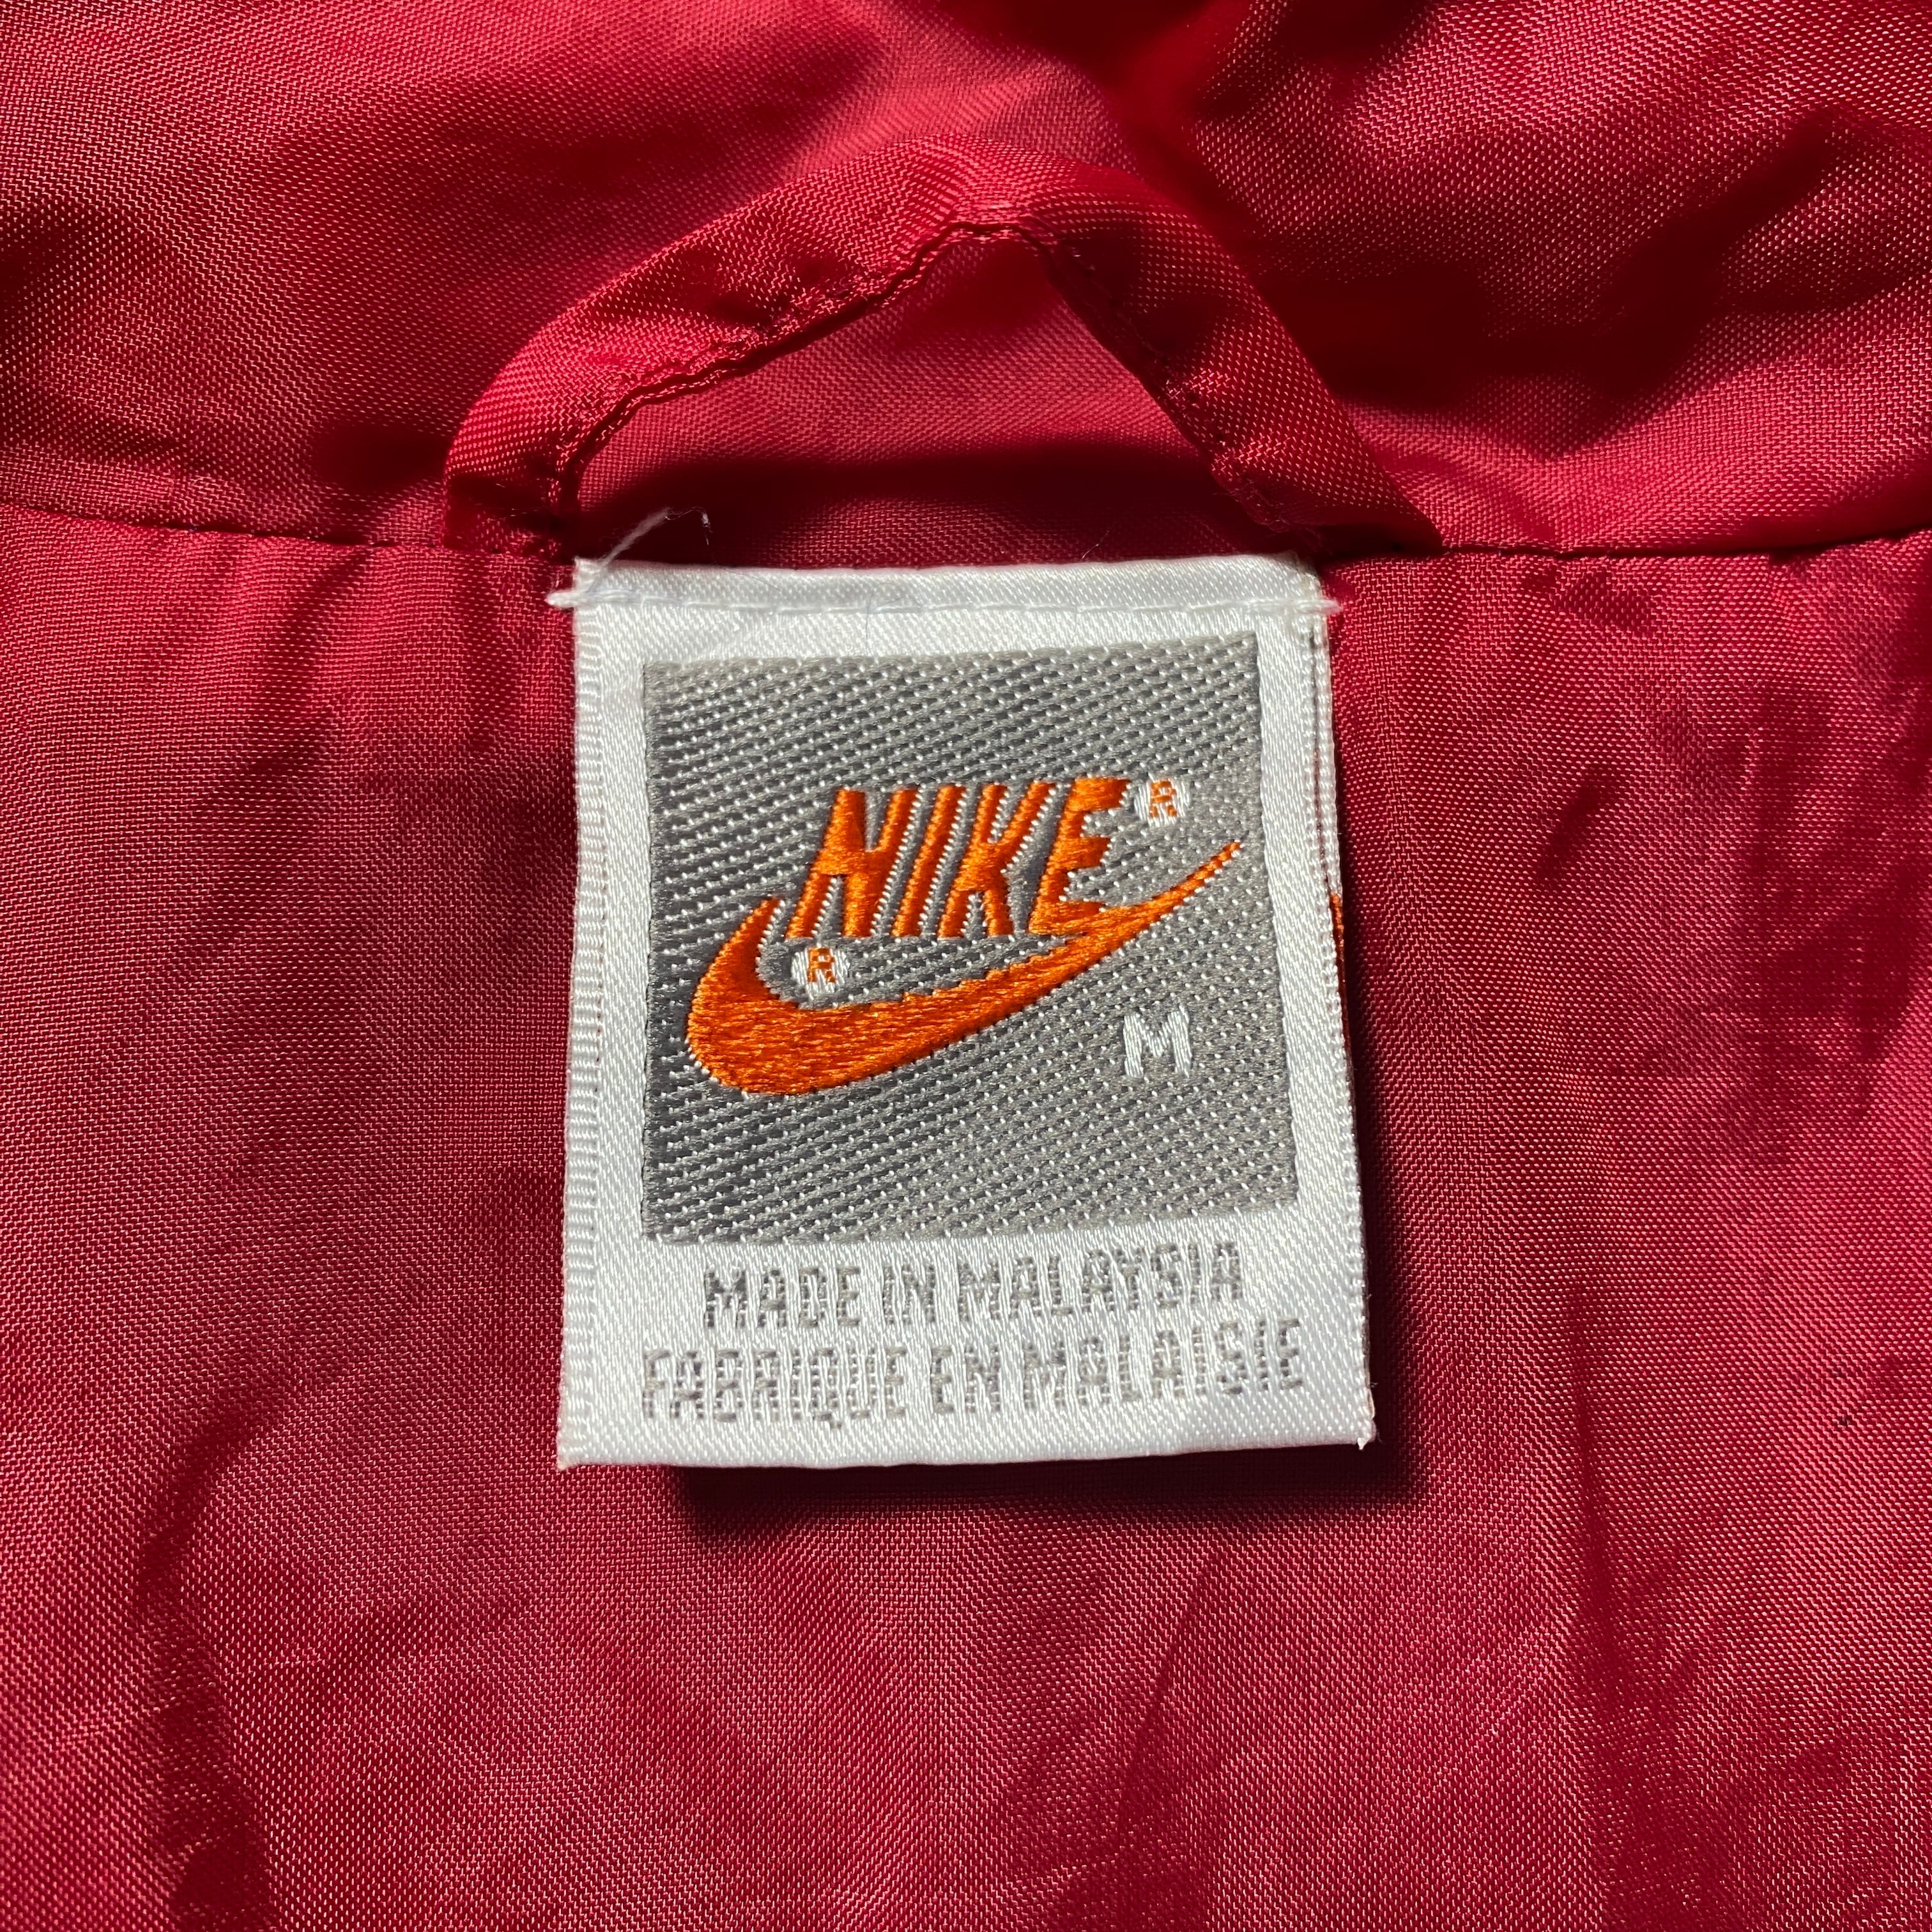 NIKE®
®
M
MADE IN MALAYSIA
FABRIQUE EN MALAISIE